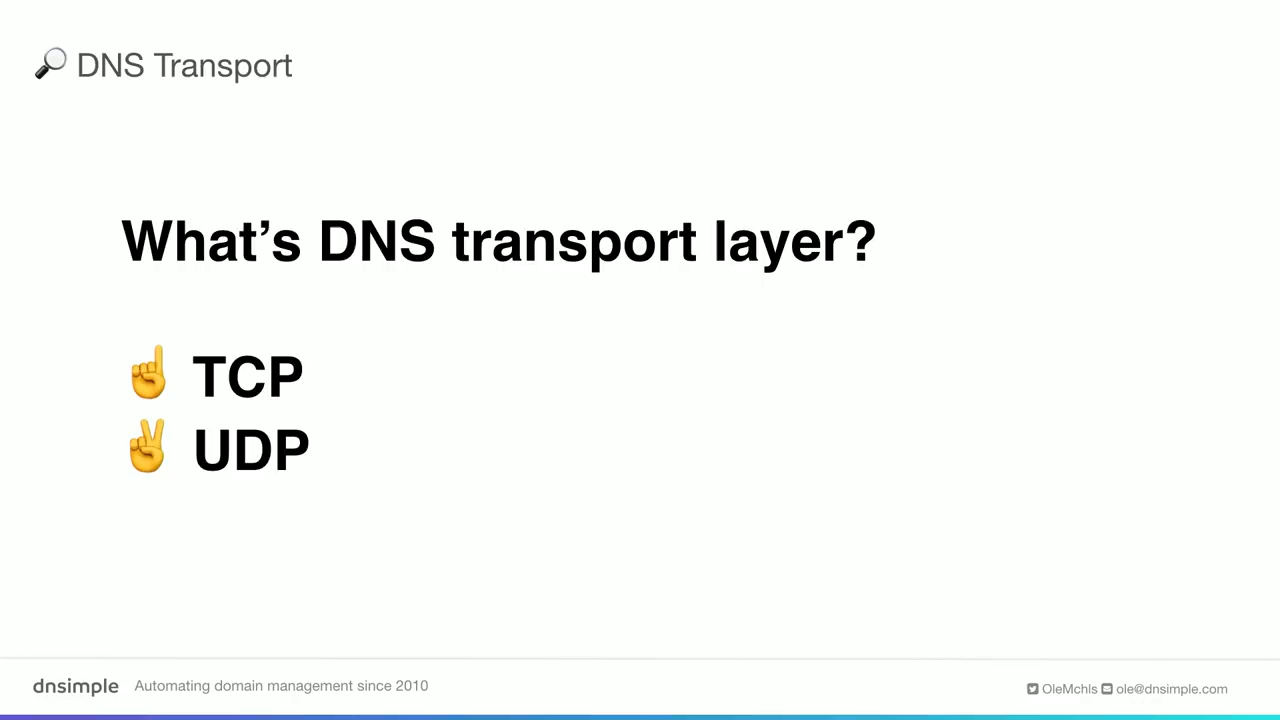 🔎 DNS Transport
What’s DNS transport layer?
☝️ TCP
✌️ UDP
dnsimple Automating domain management since 2010
OleMchls ole@dnsimple.com